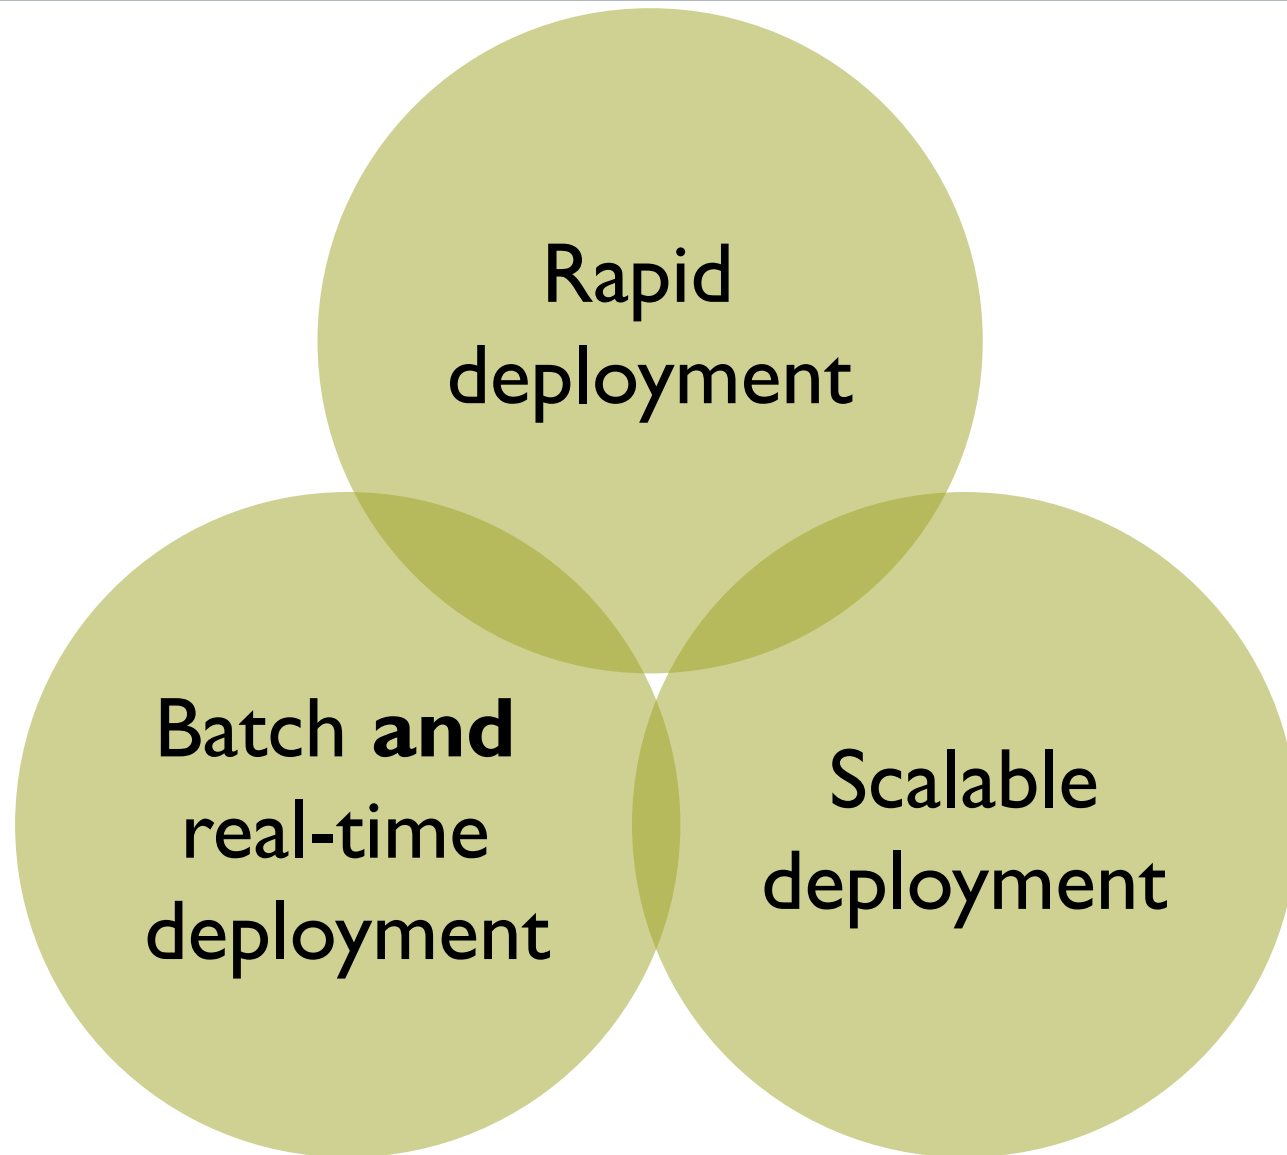 Rapid
deployment
Batch and
real-time
deployment
Scalable
deployment